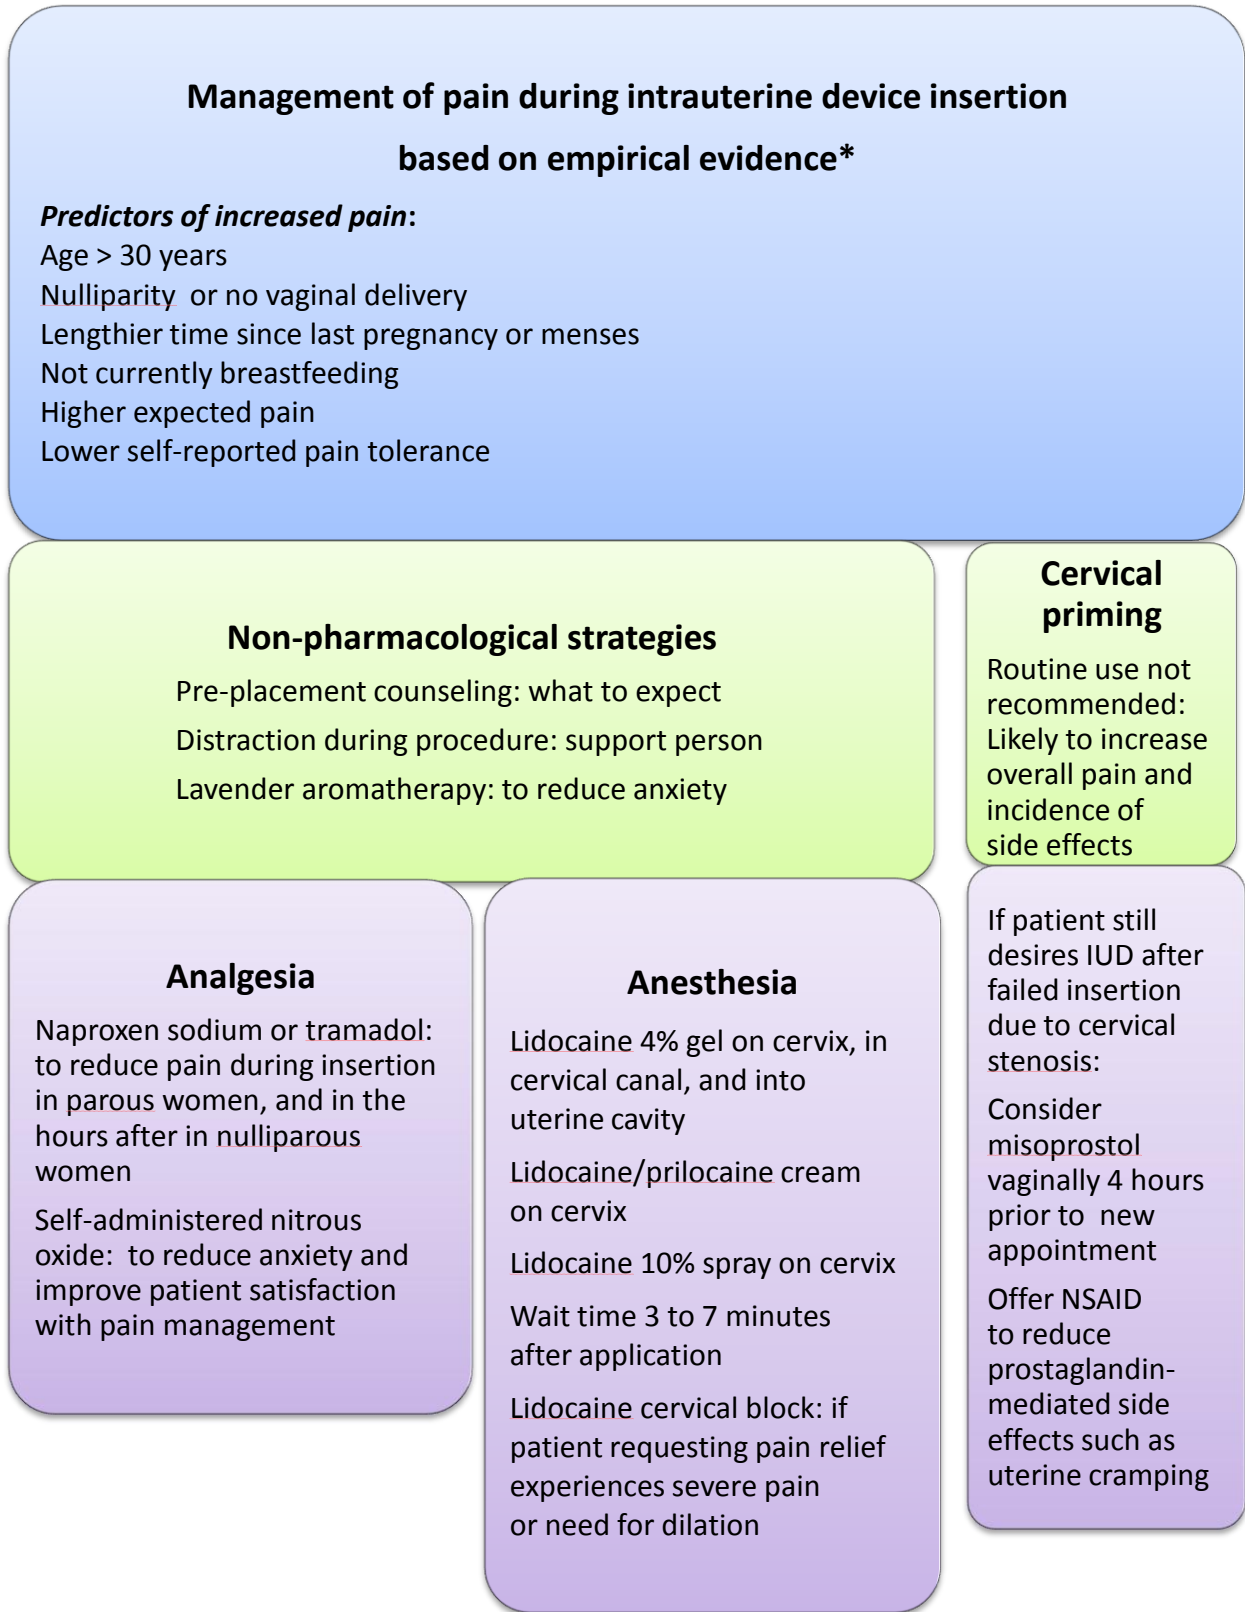 Management of pain during intrauterine device insertion
based on empirical evidence*
Predictors of increased pain:
Age > 30 years
Nulliparity or no vaginal delivery
Lengthier time since last pregnancy or menses
Not currently breastfeeding
Higher expected pain
Lower self-reported pain tolerance
Non-pharmacological strategies
Pre-placement counseling: what to expect
Distraction during procedure: support person
Lavender aromatherapy: to reduce anxiety
Cervical
priming
Routine use not
recommended:
Likely to increase
overall pain and
incidence of
side effects
Analgesia
Naproxen sodium or tramadol:
to reduce pain during insertion
in parous women, and in the
hours after in nulliparous
women
Self-administered nitrous
oxide: to reduce anxiety and
improve patient satisfaction
with pain management
Anesthesia
Lidocaine 4% gel on cervix, in
cervical canal, and into
uterine cavity
Lidocaine/prilocaine cream
on cervix
Lidocaine 10% spray on cervix
Wait time 3 to 7 minutes
after application
Lidocaine cervical block: if
patient requesting pain relief
experiences severe pain
or need for dilation
If patient still
desires IUD after
failed insertion
due to cervical
stenosis:
Consider
misoprostol
vaginally 4 hours
prior to new
appointment
Offer NSAID
to reduce
prostaglandin-
mediated side
effects such as
uterine cramping